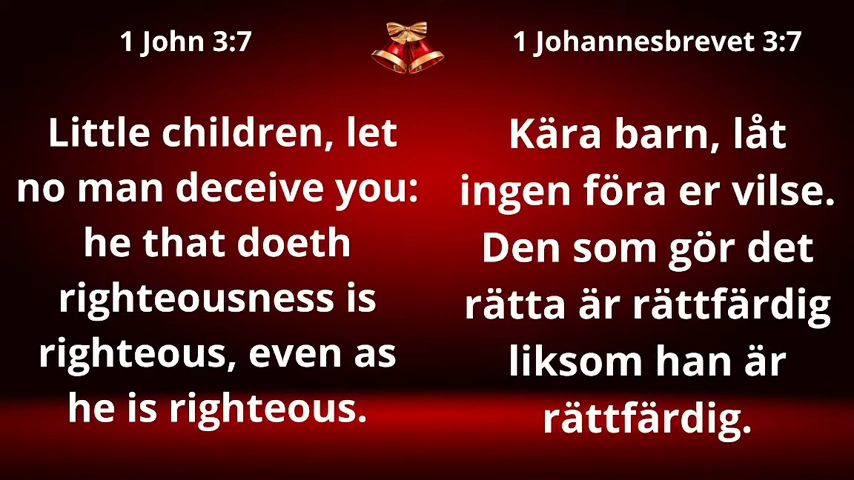 1 John 3:7
Little children, let
no man deceive you:
he that doeth
righteousness is
righteous, even as
he is righteous.
1 Johannesbrevet 3:7
Kära barn, låt
ingen föra er vilse.
Den som gör det
rätta är rättfärdig
liksom han är
rättfärdig.